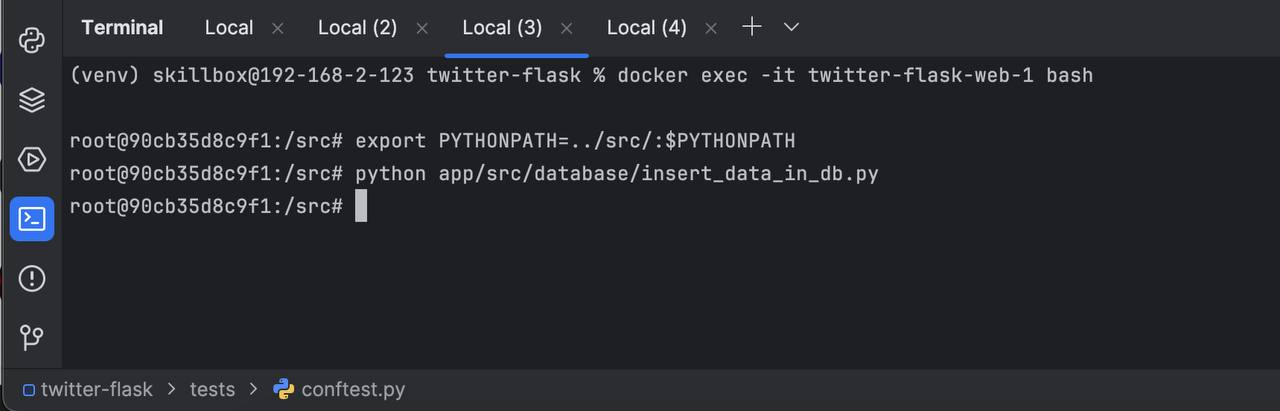 Terminal Local Local (2) Local (3) Local (4)
(venv) skillbox@192-168-2-123 twitter-flask % docker exec -it twitter-flask-web-1 bash
root@90cb35d8c9f1:/src# export PYTHONPATH=../src/:$PYTHONPATH
root@90cb35d8c9f1:/src# python app/src/database/insert_data_in_db.py
root@90cb35d8c9f1:/src#
twitter-flask > tests > conftest.py